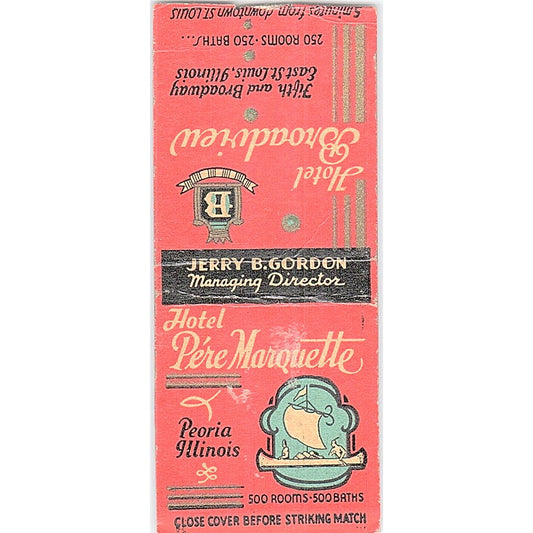 5 minutes from downtown ST. LOUIS
250 ROOMS · 250 BATHS....
Fifth and Broadway
East St. Louis, Illinois
Hotel
Broadview
B
JERRY B. GORDON
Managing Director
Hotel
Pére Marquette
Peoria
Illinois
500 ROOMS · 500 BATHS
CLOSE COVER BEFORE STRIKING MATCH